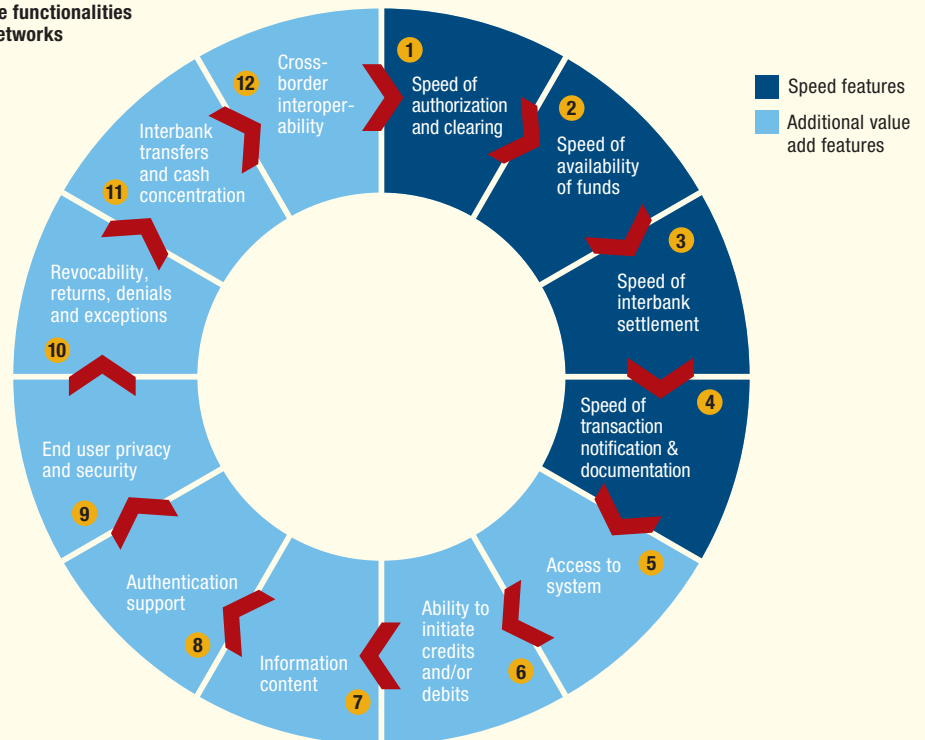 e functionalities
etworks
1
Speed of
authorization
and clearing
2
Speed of
availability
of funds
3
Speed of
interbank
settlement
4
Speed of
transaction
notification &
documentation
5
Access to
system
6
Ability to
initiate
credits
and/or
debits
7
Information
content
8
Authentication
support
9
End user privacy
and security
10
Revocability,
returns, denials
and exceptions
11
Interbank
transfers
and cash
concentration
12
Cross-
border
interoper-
ability
Speed features
Additional value
add features